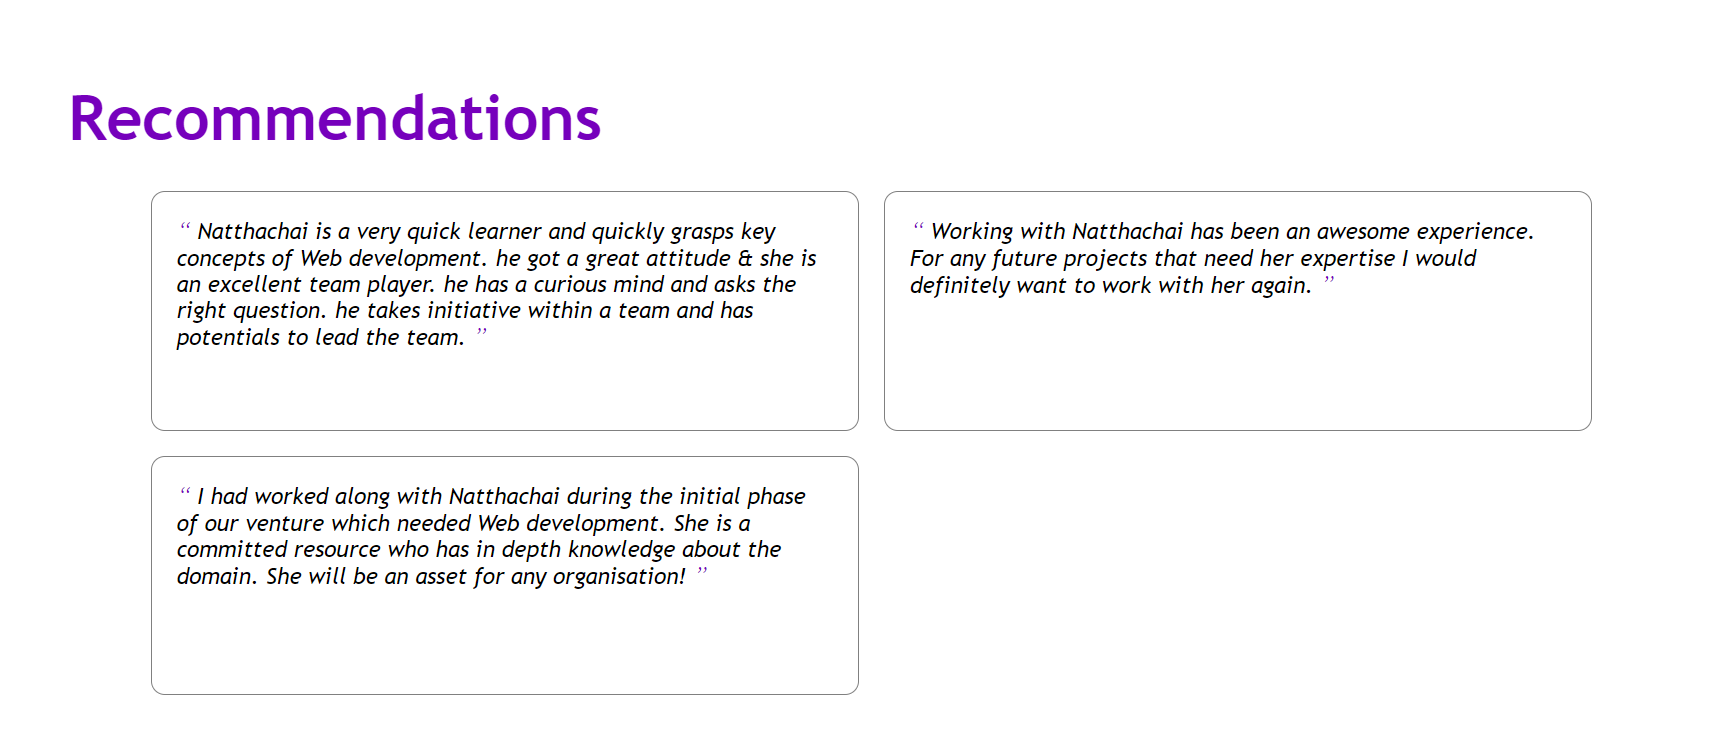 Recommendations
“ Natthachai is a very quick learner and quickly grasps key
concepts of Web development. he got a great attitude & she is
an excellent team player. he has a curious mind and asks the
right question. he takes initiative within a team and has
potentials to lead the team. ”
“ Working with Natthachai has been an awesome experience.
For any future projects that need her expertise I would
definitely want to work with her again. ”
“ I had worked along with Natthachai during the initial phase
of our venture which needed Web development. She is a
committed resource who has in depth knowledge about the
domain. She will be an asset for any organisation! ”